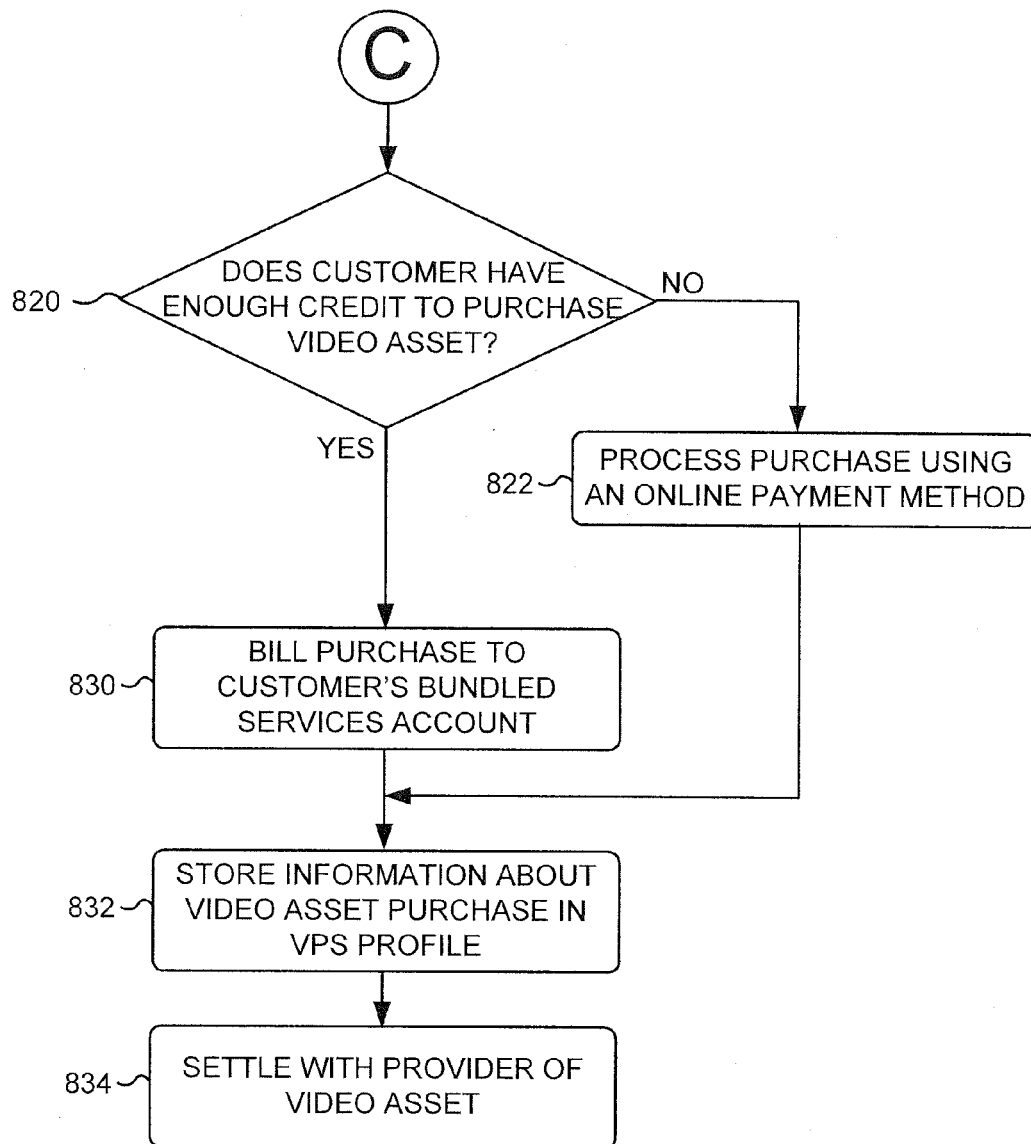 C
DOES CUSTOMER HAVE
ENOUGH CREDIT TO PURCHASE
VIDEO ASSET?
820
NO
YES
PROCESS PURCHASE USING
AN ONLINE PAYMENT METHOD
822
BILL PURCHASE TO
CUSTOMER'S BUNDLED
SERVICES ACCOUNT
830
STORE INFORMATION ABOUT
VIDEO ASSET PURCHASE IN
VPS PROFILE
832
SETTLE WITH PROVIDER OF
VIDEO ASSET
834